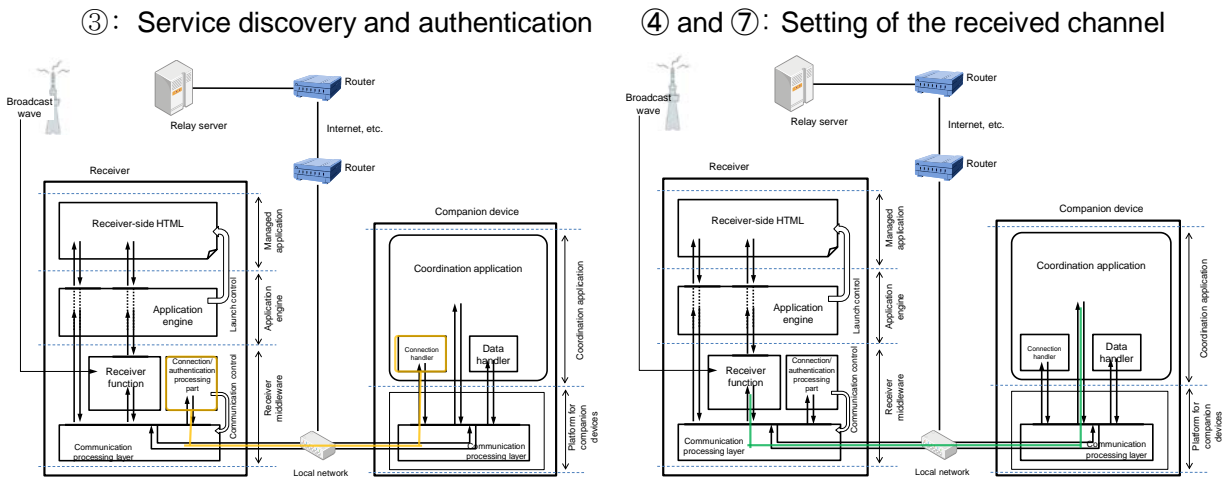 ③: Service discovery and authentication
Router
Broadcast
wave
Relay server
Internet, etc.
Router
Receiver
Companion device
Receiver-side HTML
Managed
application
Coordination application
Application
engine
Launch control
Application
engine
Coordination application
Connection
handler
Data
handler
Receiver
function
Connection/
authentication
processing
part
Communication control
Receiver
middleware
Platform for
companion
devices
Communication
processing layer
Communication
processing layer
Local network
④ and ⑦: Setting of the received channel
Router
Broadcast
wave
Relay server
Internet, etc.
Router
Receiver
Companion device
Receiver-side HTML
Managed
application
Coordination application
Application
engine
Launch control
Application
engine
Coordination application
Connection
handler
Data
handler
Receiver
function
Connection/
authentication
processing
part
Communication control
Receiver
middleware
Platform for
companion
devices
Communication
processing layer
Communication
processing layer
Local network